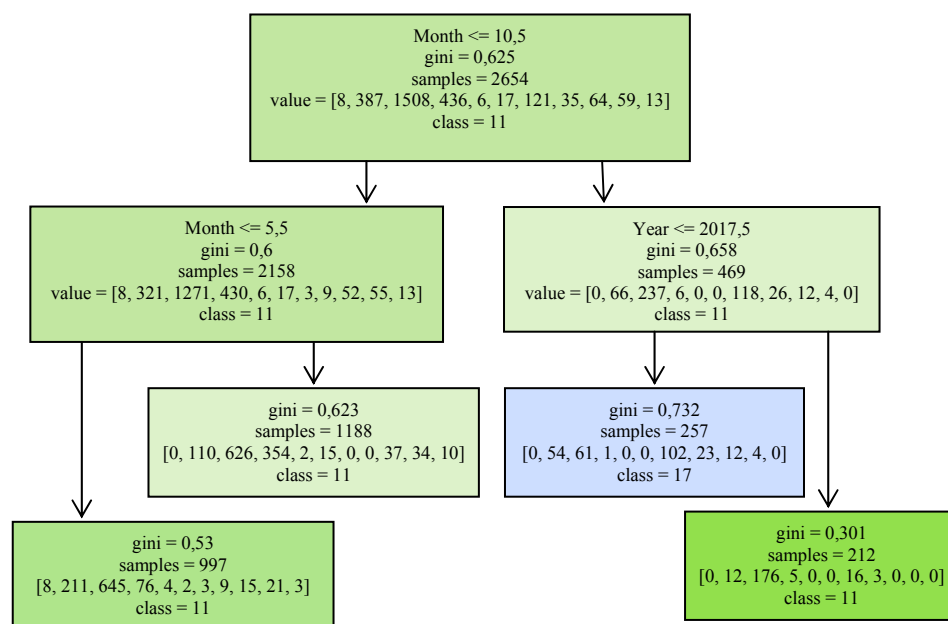 Month <= 10,5
gini = 0,625
samples = 2654
value = [8, 387, 1508, 436, 6, 17, 121, 35, 64, 59, 13]
class = 11
Month <= 5,5
gini = 0,6
samples = 2158
value = [8, 321, 1271, 430, 6, 17, 3, 9, 52, 55, 13]
class = 11
Year <= 2017,5
gini = 0,658
samples = 469
value = [0, 66, 237, 6, 0, 0, 118, 26, 12, 4, 0]
class = 11
gini = 0,623
samples = 1188
[0, 110, 626, 354, 2, 15, 0, 0, 37, 34, 10]
class = 11
gini = 0,732
samples = 257
[0, 54, 61, 1, 0, 0, 102, 23, 12, 4, 0]
class = 17
gini = 0,53
samples = 997
[8, 211, 645, 76, 4, 2, 3, 9, 15, 21, 3]
class = 11
gini = 0,301
samples = 212
[0, 12, 176, 5, 0, 0, 16, 3, 0, 0, 0]
class = 11